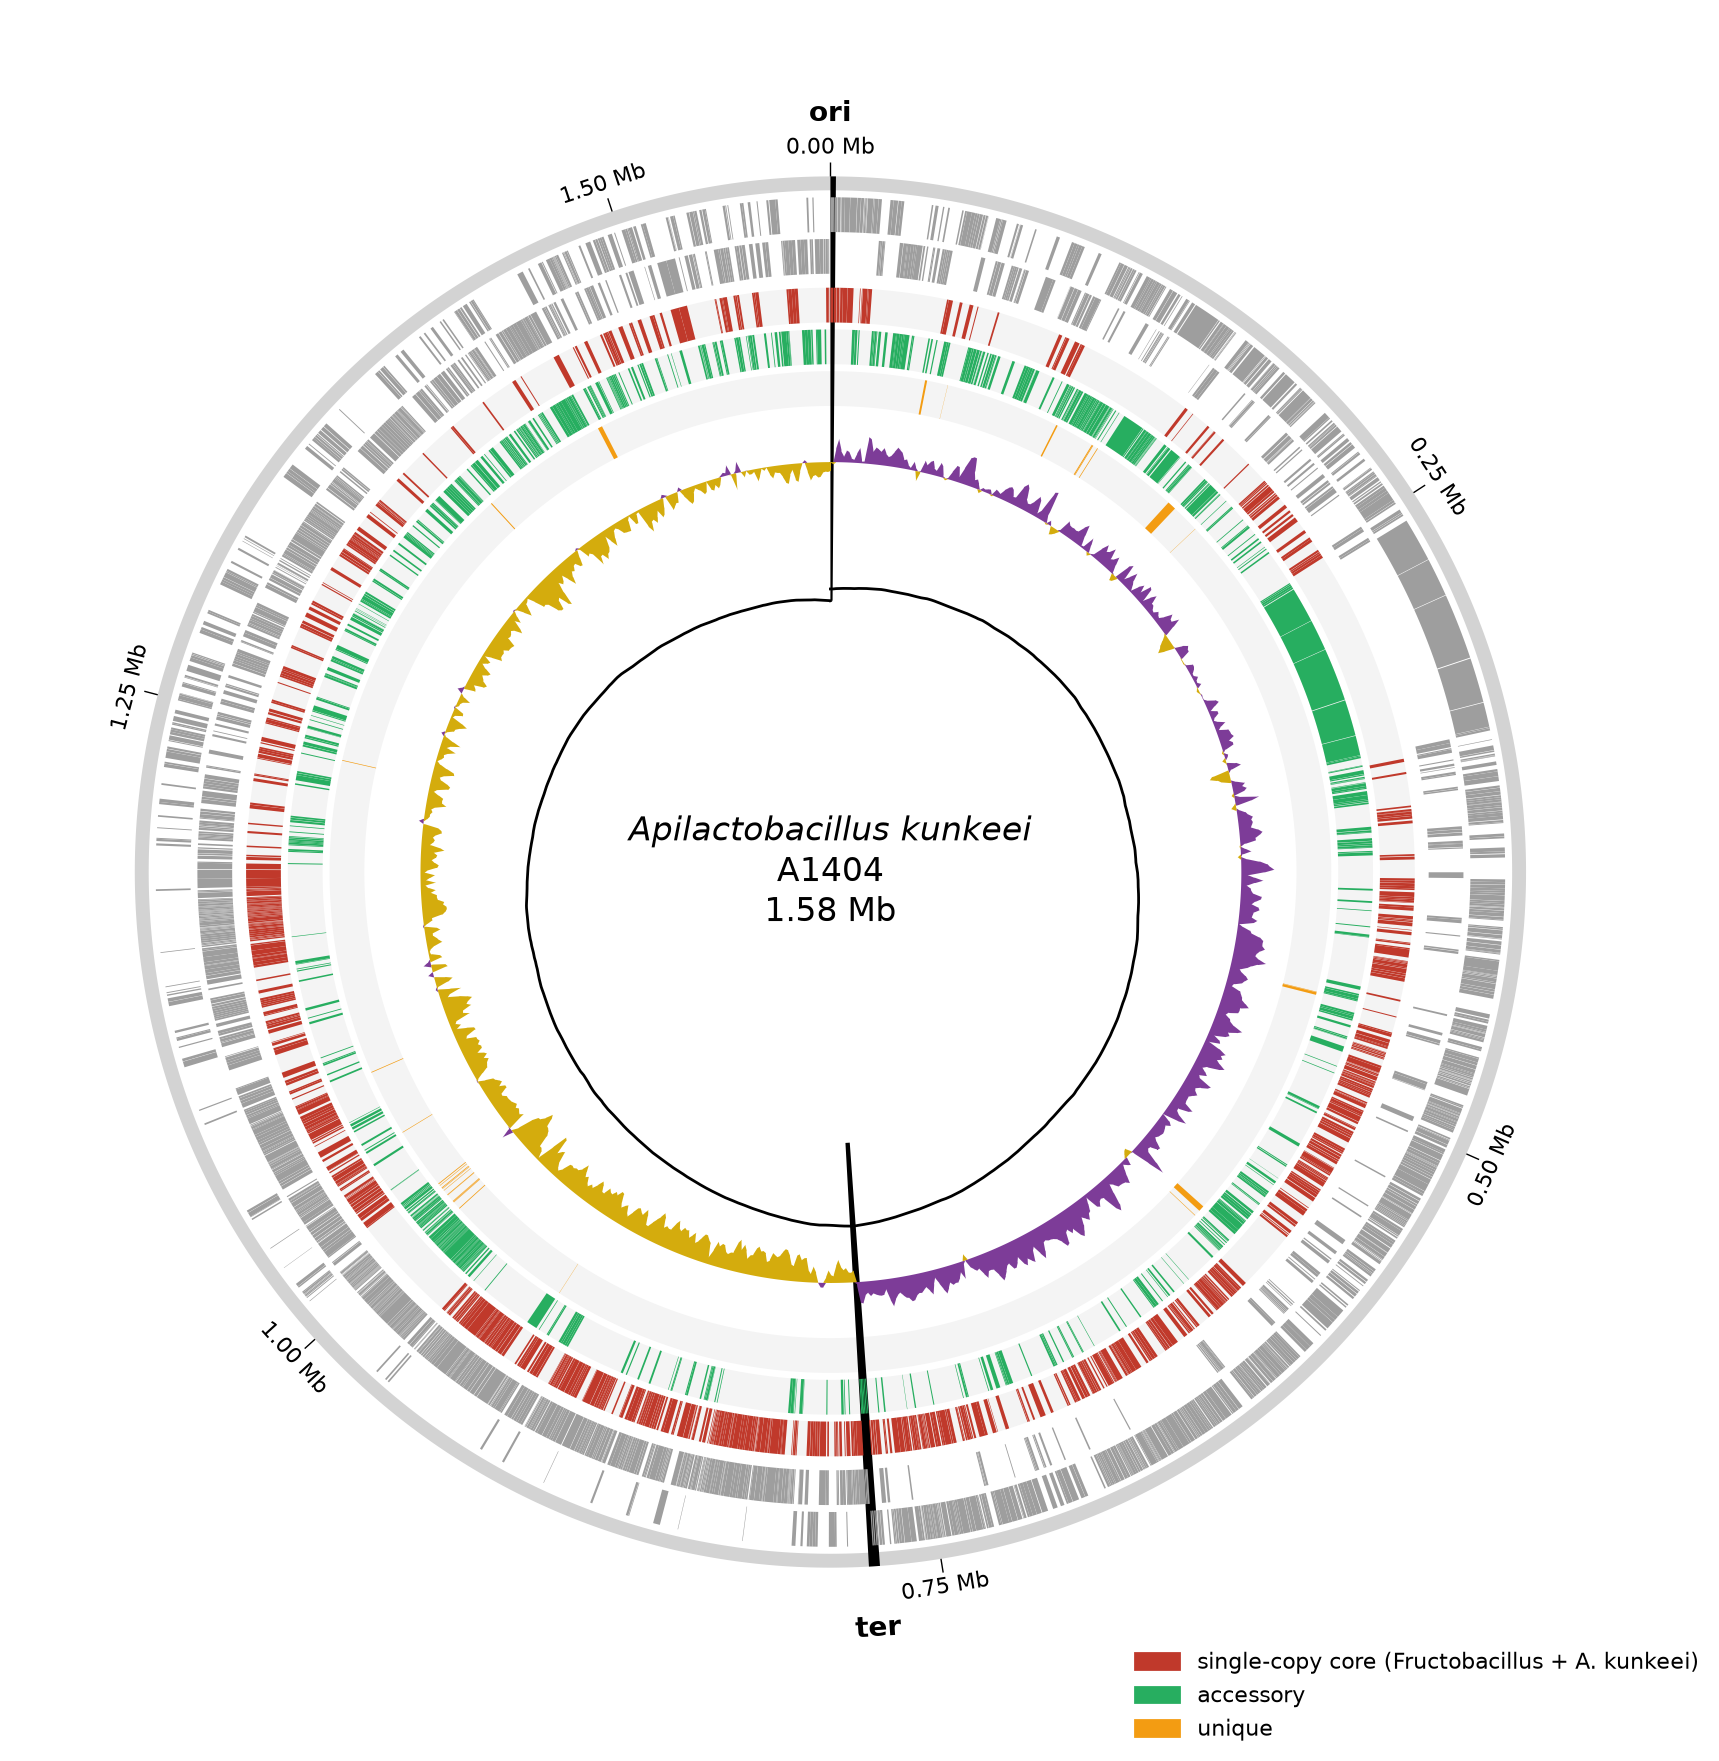 ori
0.00 Mb
1.50 Mb
0.25 Mb
1.25 Mb
Apilactobacillus kunkeei
A1404
1.58 Mb
0.50 Mb
1.00 Mb
0.75 Mb
ter
single-copy core (Fructobacillus + A. kunkeei)
accessory
unique